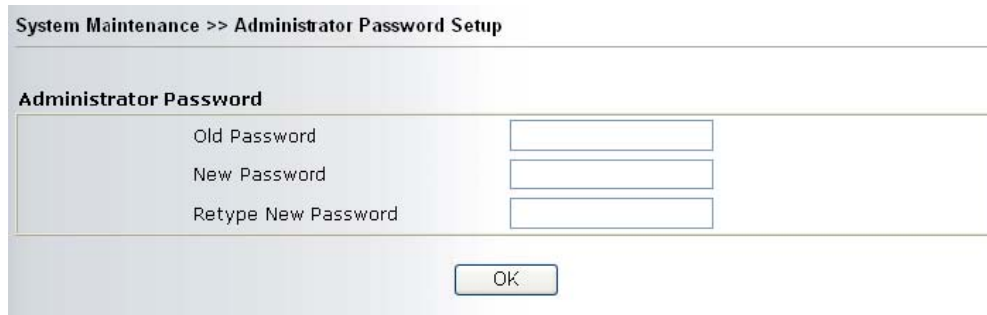 System Maintenance >> Administrator Password Setup
Administrator Password
Old Password
New Password
Retype New Password
OK